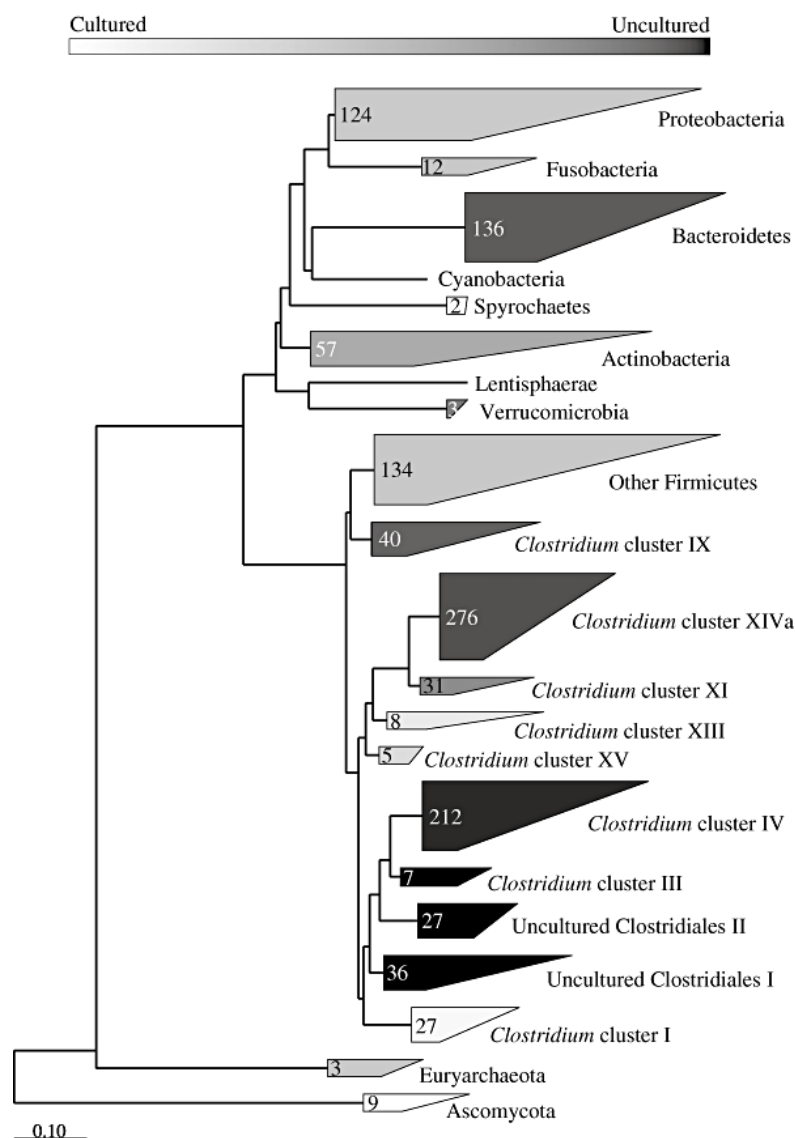 Cultured Uncultured
124
Proteobacteria
12
Fusobacteria
136
Bacteroidetes
Cyanobacteria
2 Spyrochaetes
57
Actinobacteria
Lentisphaerae
3 Verrucomicrobia
134
Other Firmicutes
40
Clostridium cluster IX
276
Clostridium cluster XIVa
31
Clostridium cluster XI
8
Clostridium cluster XIII
5 Clostridium cluster XV
212
Clostridium cluster IV
7
Clostridium cluster III
27
Uncultured Clostridiales II
36
Uncultured Clostridiales I
27
Clostridium cluster I
3
Euryarchaeota
9
Ascomycota
0.10